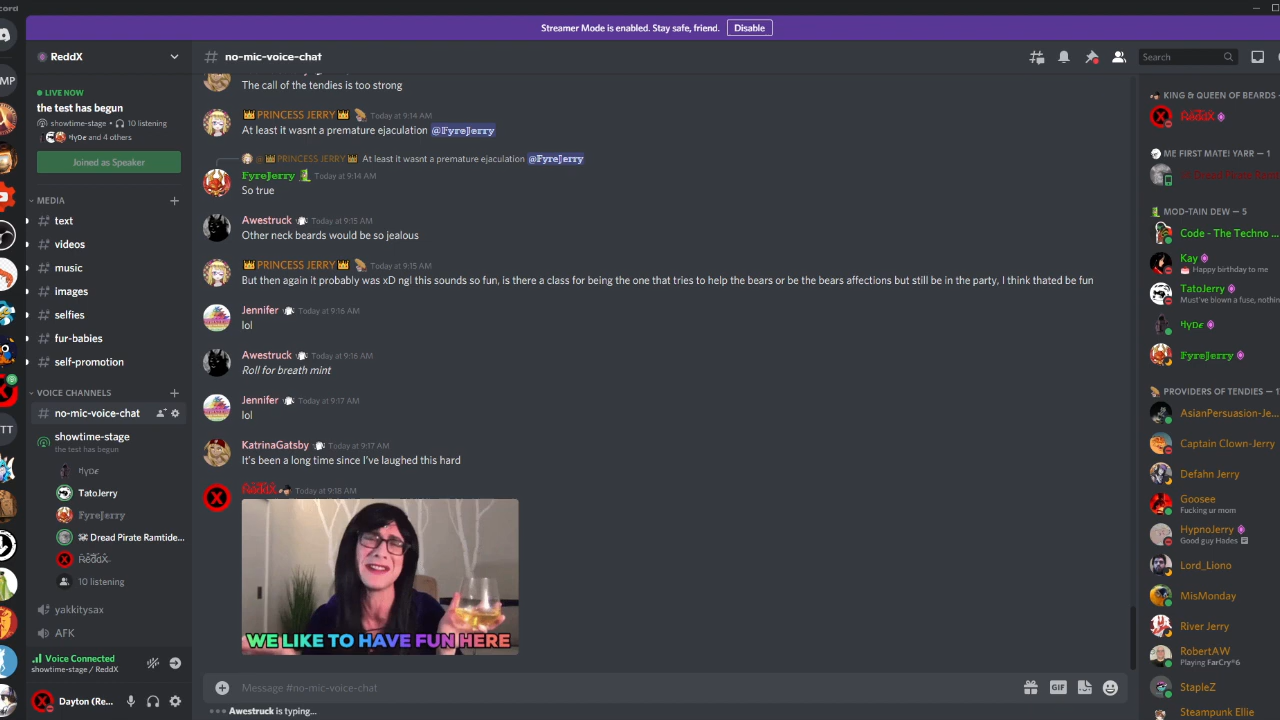 cord
Streamer Mode is enabled. Stay safe, friend.
Disable
ReddX
LIVE NOW
the test has begun
showtime-stage • 10 listening
ҸγDҽ and 4 others
Joined as Speaker
MEDIA
text
videos
music
images
selfies
fur-babies
self-promotion
VOICE CHANNELS
no-mic-voice-chat
showtime-stage
the test has begun
TatoJerry
𝔽𝕪𝕣𝕖𝕁𝕖𝕣𝕣𝕪
Dread Pirate Ramtide...
ReddX
10 listening
yakkitysax
AFK
Voice Connected
showtime-stage / ReddX
Dayton (Re...
no-mic-voice-chat
Search
The call of the tendies is too strong
PRINCESS JERRY Today at 9:14 AM
At least it wasnt a premature ejaculation @𝔽𝕪𝕣𝕖𝕁𝕖𝕣𝕣𝕪
PRINCESS JERRY At least it wasnt a premature ejaculation @𝔽𝕪𝕣𝕖𝕁𝕖𝕣𝕣𝕪
𝔽𝕪𝕣𝕖𝕁𝕖𝕣𝕣𝕪 Today at 9:14 AM
So true
Awestruck Today at 9:15 AM
Other neck beards would be so jealous
PRINCESS JERRY Today at 9:15 AM
But then again it probably was xD ngl this sounds so fun, is there a class for being the one that tries to help the bears or be the bears affections but still be in the party, I think thated be fun
Jennifer Today at 9:16 AM
lol
Awestruck Today at 9:16 AM
Roll for breath mint
Jennifer Today at 9:17 AM
lol
KatrinaGatsby Today at 9:17 AM
It's been a long time since I've laughed this hard
ReddX Today at 9:18 AM
WE LIKE TO HAVE FUN HERE
Message #no-mic-voice-chat
GIF
Awestruck is typing...
KING & QUEEN OF BEARDS –
ReddX
ME FIRST MATE! YARR — 1
MOD-TAIN DEW — 5
Code - The Techno ...
Kay
Happy birthday to me
TatoJerry
Must've blown a fuse, nothin
𝔽𝕪𝕣𝕖𝕁𝕖𝕣𝕣𝕪
PROVIDERS OF TENDIES — 1
AsianPersuasion-Je...
Captain Clown-Jerry
Defahn Jerry
Goosee
Fucking ur mom
HypnoJerry
Good guy Hades
Lord_Liono
MisMonday
River Jerry
RobertAW
Playing FarCry®6
StapleZ
Steampunk Ellie